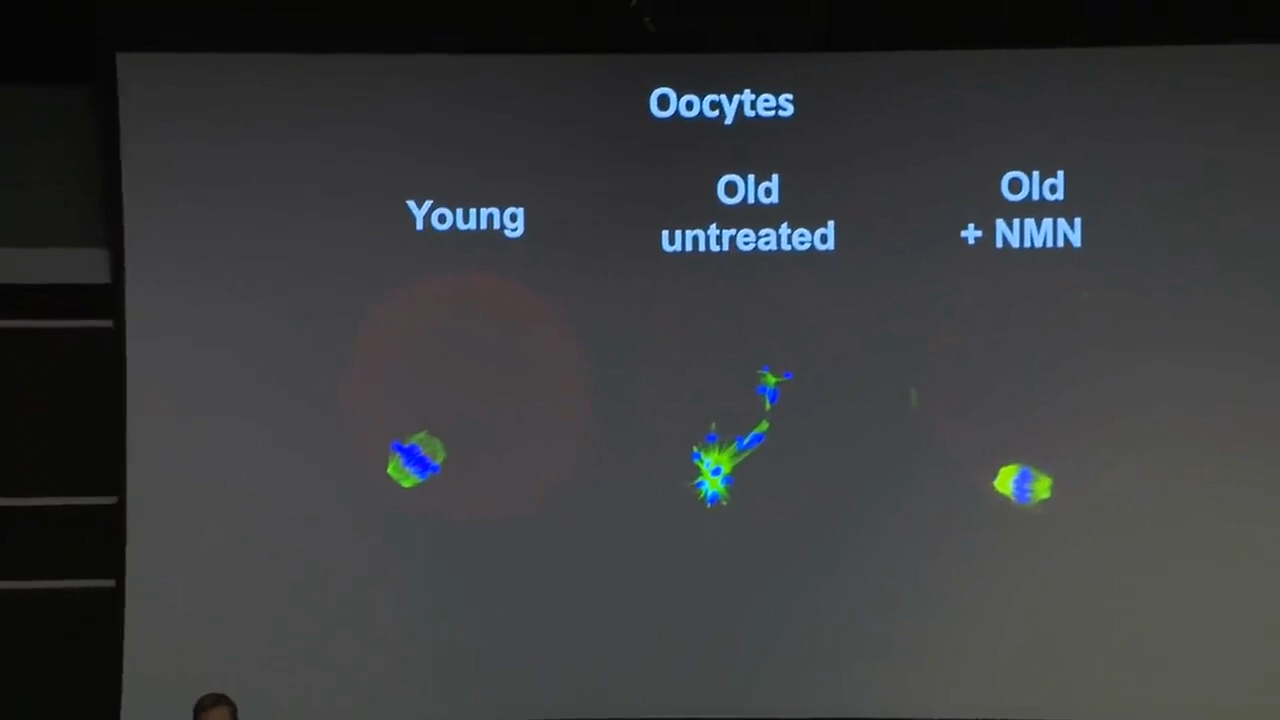 Oocytes
Young
Old
untreated
Old
+ NMN